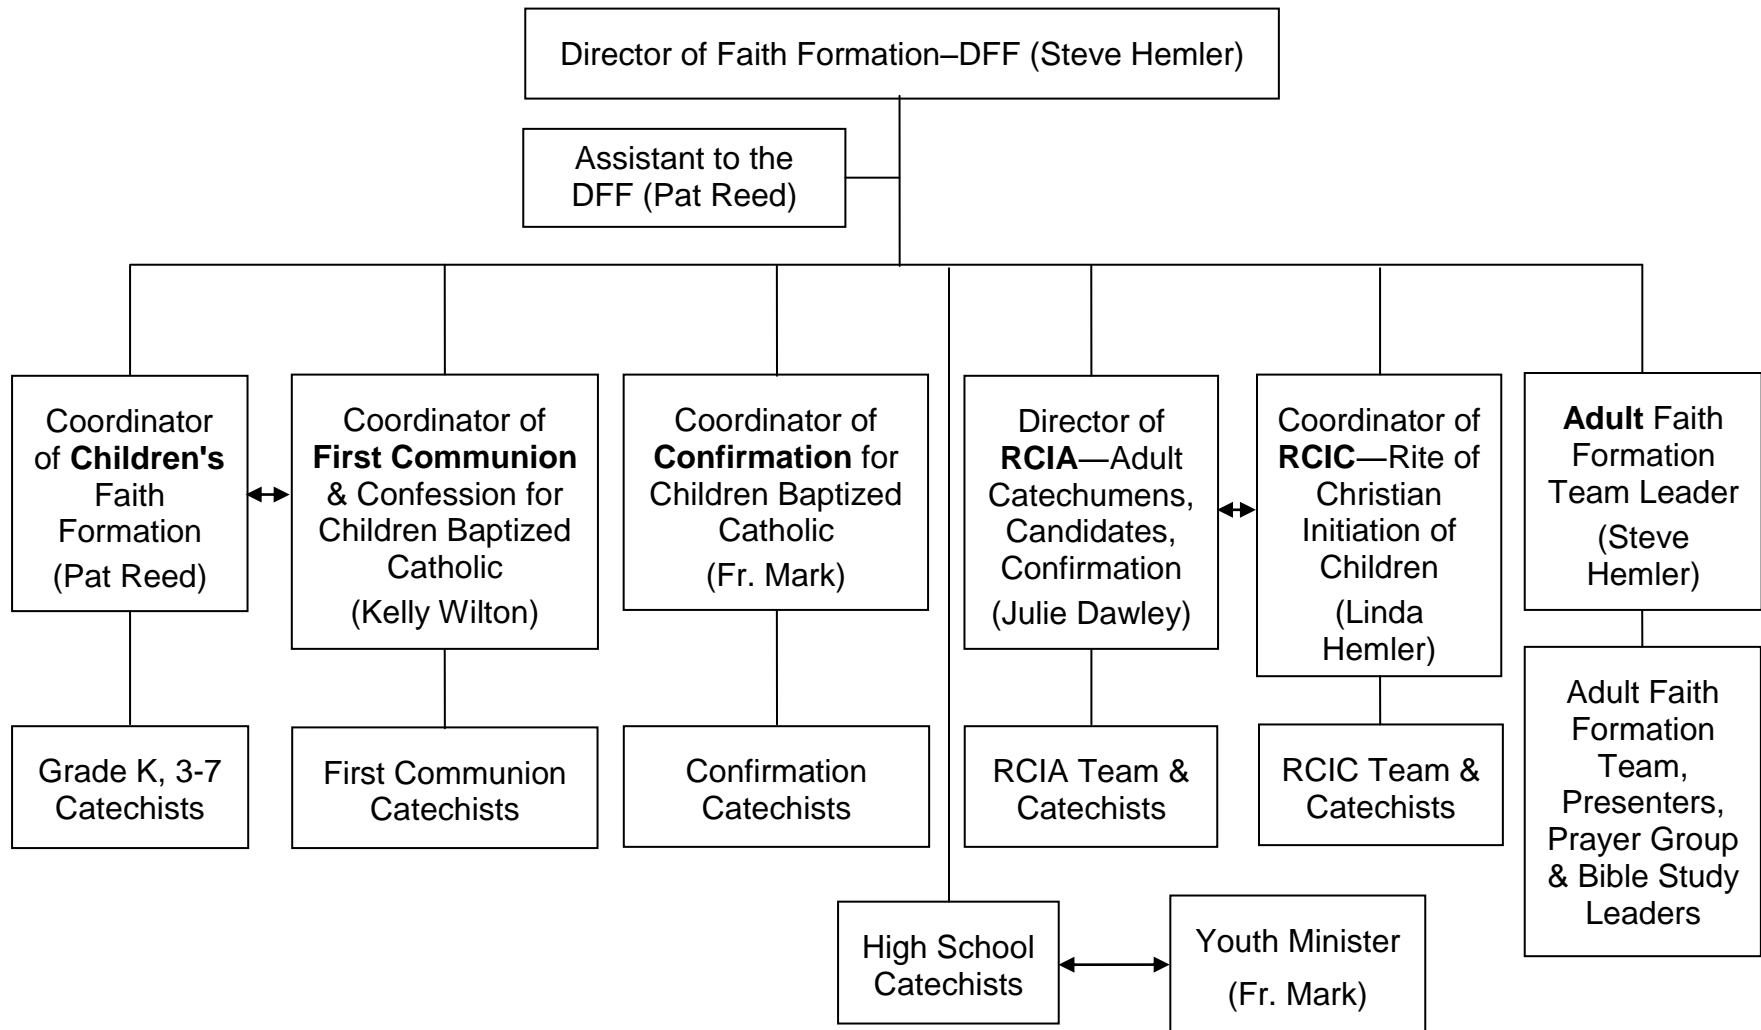 Director of Faith Formation–DFF (Steve Hemler)
Assistant to the
DFF (Pat Reed)
Coordinator
of Children's
Faith
Formation
(Pat Reed)
Coordinator of
First Communion
& Confession for
Children Baptized
Catholic
(Kelly Wilton)
Coordinator of
Confirmation for
Children Baptized
Catholic
(Fr. Mark)
Director of
RCIA—Adult
Catechumens,
Candidates,
Confirmation
(Julie Dawley)
Coordinator of
RCIC—Rite of
Christian
Initiation of
Children
(Linda
Hemler)
Adult Faith
Formation
Team Leader
(Steve
Hemler)
Grade K, 3-7
Catechists
First Communion
Catechists
Confirmation
Catechists
RCIA Team &
Catechists
RCIC Team &
Catechists
Adult Faith
Formation
Team,
Presenters,
Prayer Group
& Bible Study
Leaders
High School
Catechists
Youth Minister
(Fr. Mark)